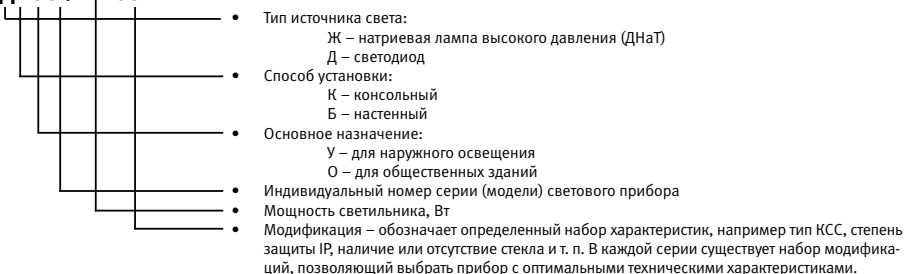 • Тип источника света:
Ж – натриевая лампа высокого давления (ДНаТ)
Д – светодиод
• Способ установки:
К – консольный
Б – настенный
• Основное назначение:
У – для наружного освещения
О – для общественных зданий
• Индивидуальный номер серии (модели) светового прибора
• Мощность светильника, Вт
• Модификация – обозначает определенный набор характеристик, например тип КСС, степень
защиты IP, наличие или отсутствие стекла и т. п. В каждой серии существует набор модифика-
ций, позволяющий выбрать прибор с оптимальными техническими характеристиками.